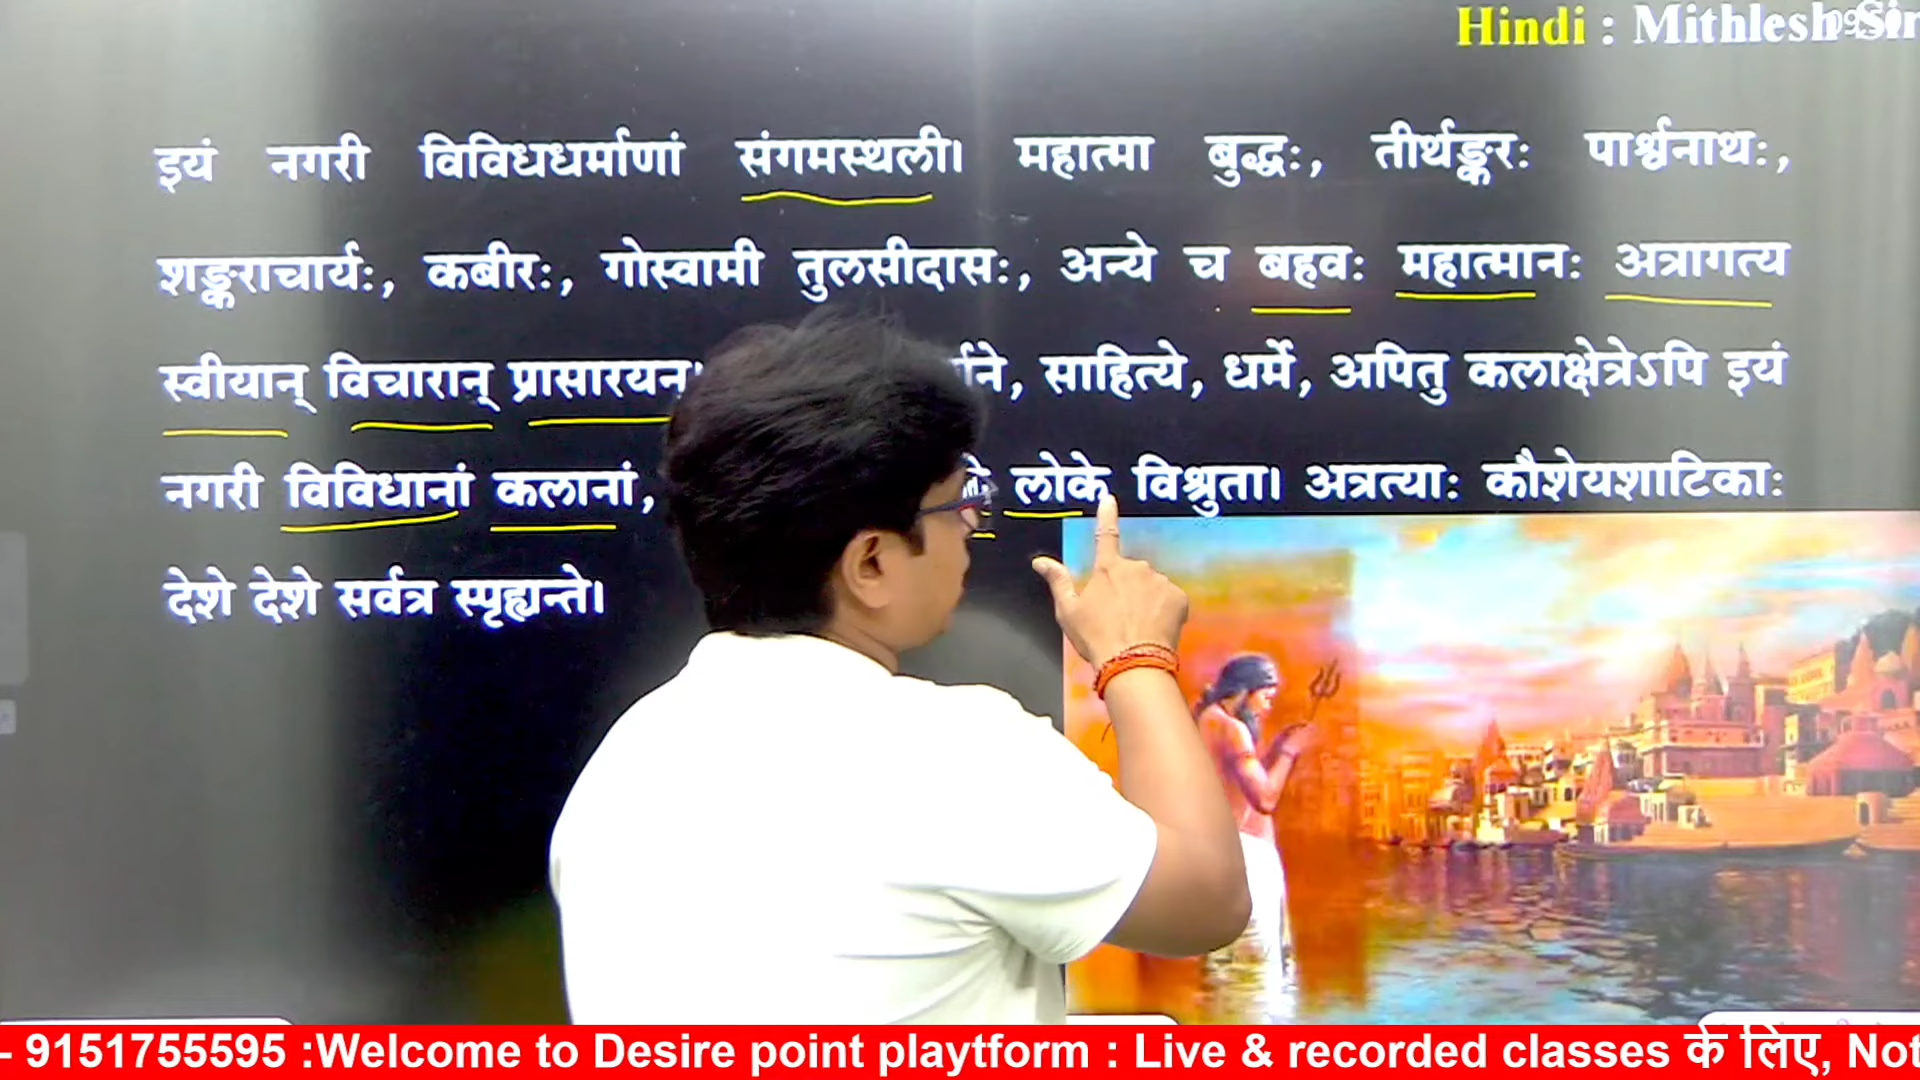 Hindi : Mithlesh Sir
इयं नगरी विविधधर्माणां संगमस्थली। महात्मा बुद्धः, तीर्थङ्करः पार्श्वनाथः,
शङ्कराचार्यः, कबीरः, गोस्वामी तुलसीदासः, अन्ये च बहवः महात्मानः अत्रागत्य
स्वीयान् विचारान् प्रासारयन् साहित्ये, धर्मे, अपितु कलाक्षेत्रेऽपि इयं
नगरी विविधानां कलानां, लोके विश्रुता। अत्रत्याः कौशेयशाटिकाः
देशे देशे सर्वत्र स्पृह्यन्ते।
- 9151755595 :Welcome to Desire point playtform : Live & recorded classes के लिए, Not